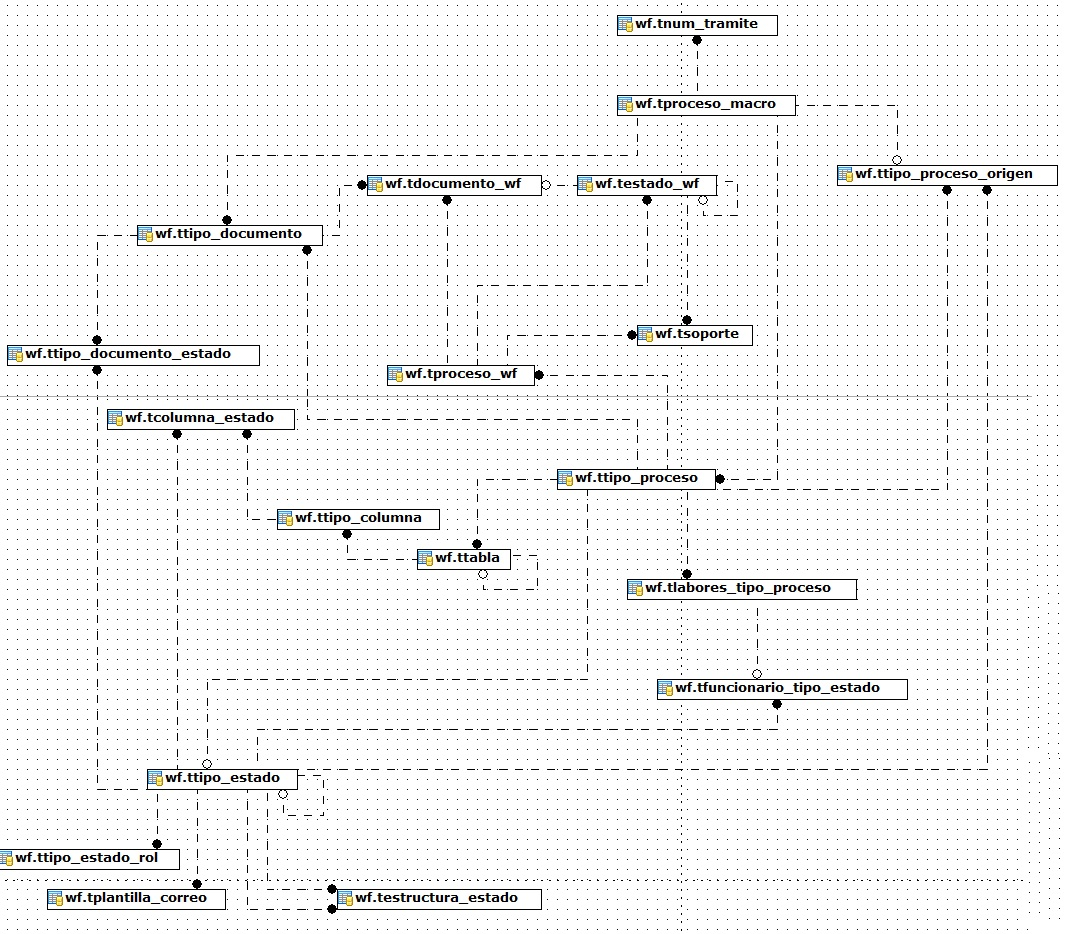 wf.tnum_tramite
wf.tproceso_macro
wf.ttipo_proceso_origen
wf.tdocumento_wf
wf.testado_wf
wf.ttipo_documento
wf.tsoporte
wf.ttipo_documento_estado
wf.tproceso_wf
wf.tcolumna_estado
wf.ttipo_proceso
wf.ttipo_columna
wf.ttabla
wf.tlabores_tipo_proceso
wf.tfuncionario_tipo_estado
wf.ttipo_estado
wf.ttipo_estado_rol
wf.tplantilla_correo
wf.testructura_estado